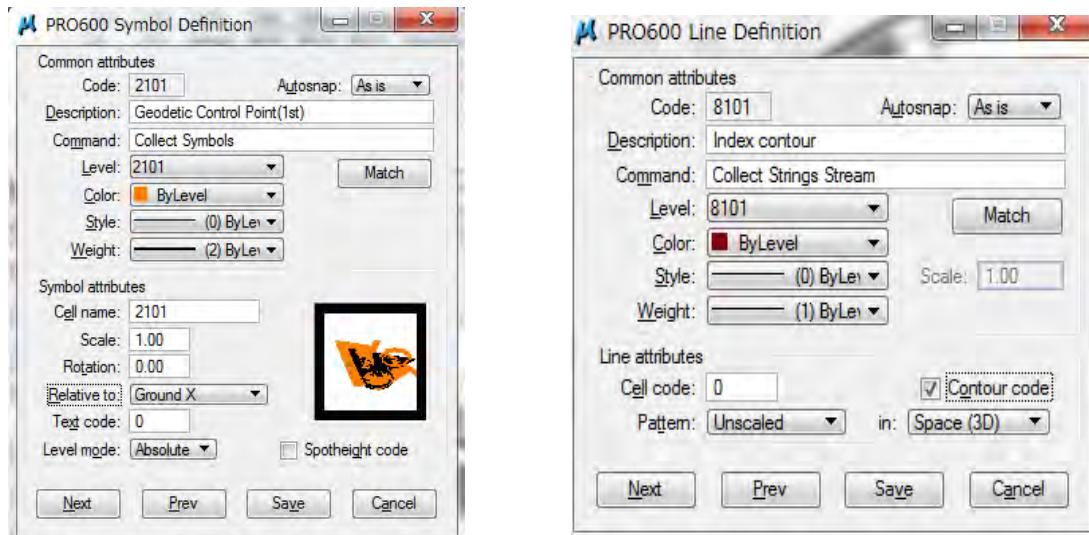 PRO600 Symbol Definition
Common attributes
Code: 2101 Autosnap: As is
Description: Geodetic Control Point(1st)
Command: Collect Symbols
Level: 2101 Match
Color: ByLevel
Style: (0) ByLev
Weight: (2) ByLev
Symbol attributes
Cell name: 2101
Scale: 1.00
Rotation: 0.00
Relative to: Ground X
Text code: 0
Level mode: Absolute Spotheight code
Next Prev Save Cancel
PRO600 Line Definition
Common attributes
Code: 8101 Autosnap: As is
Description: Index contour
Command: Collect Strings Stream
Level: 8101 Match
Color: ByLevel
Style: (0) ByLev Scale: 1.00
Weight: (1) ByLev
Line attributes
Cell code: 0 Contour code
Pattern: Unscaled in: Space (3D)
Next Prev Save Cancel